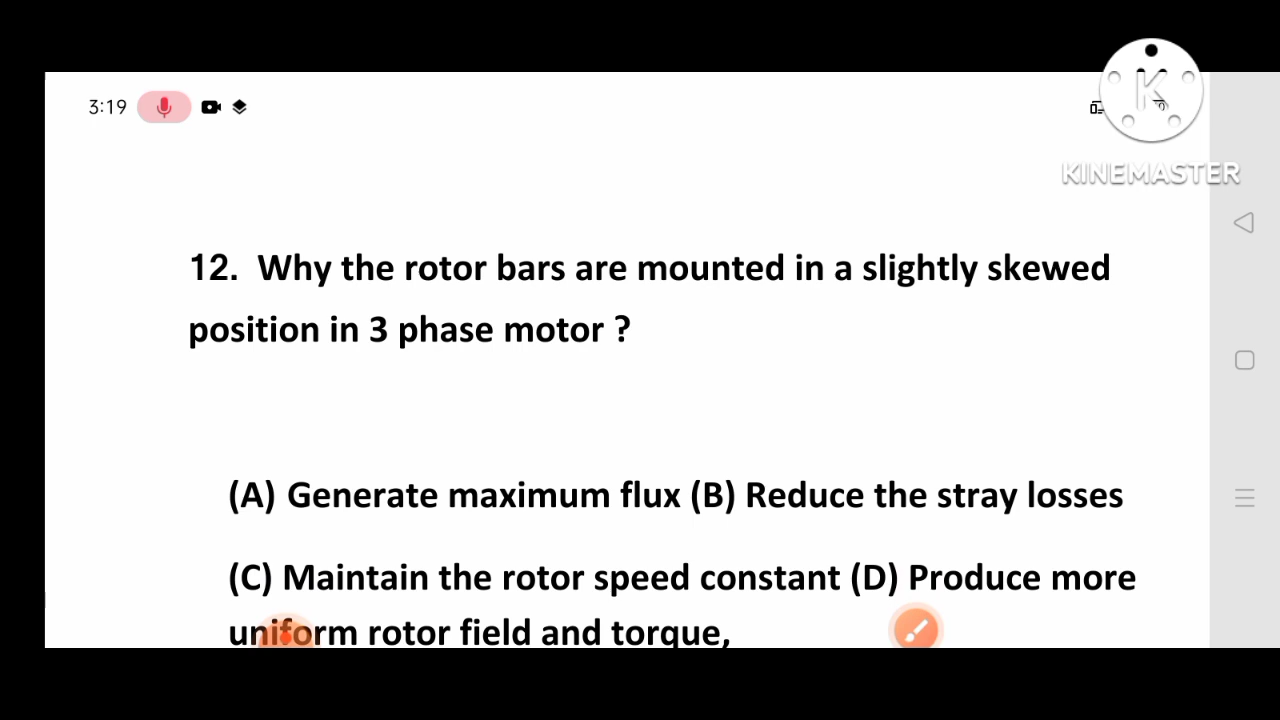 3:19
KINEMASTER
12. Why the rotor bars are mounted in a slightly skewed
position in 3 phase motor ?
(A) Generate maximum flux (B) Reduce the stray losses
(C) Maintain the rotor speed constant (D) Produce more
uniform rotor field and torque,